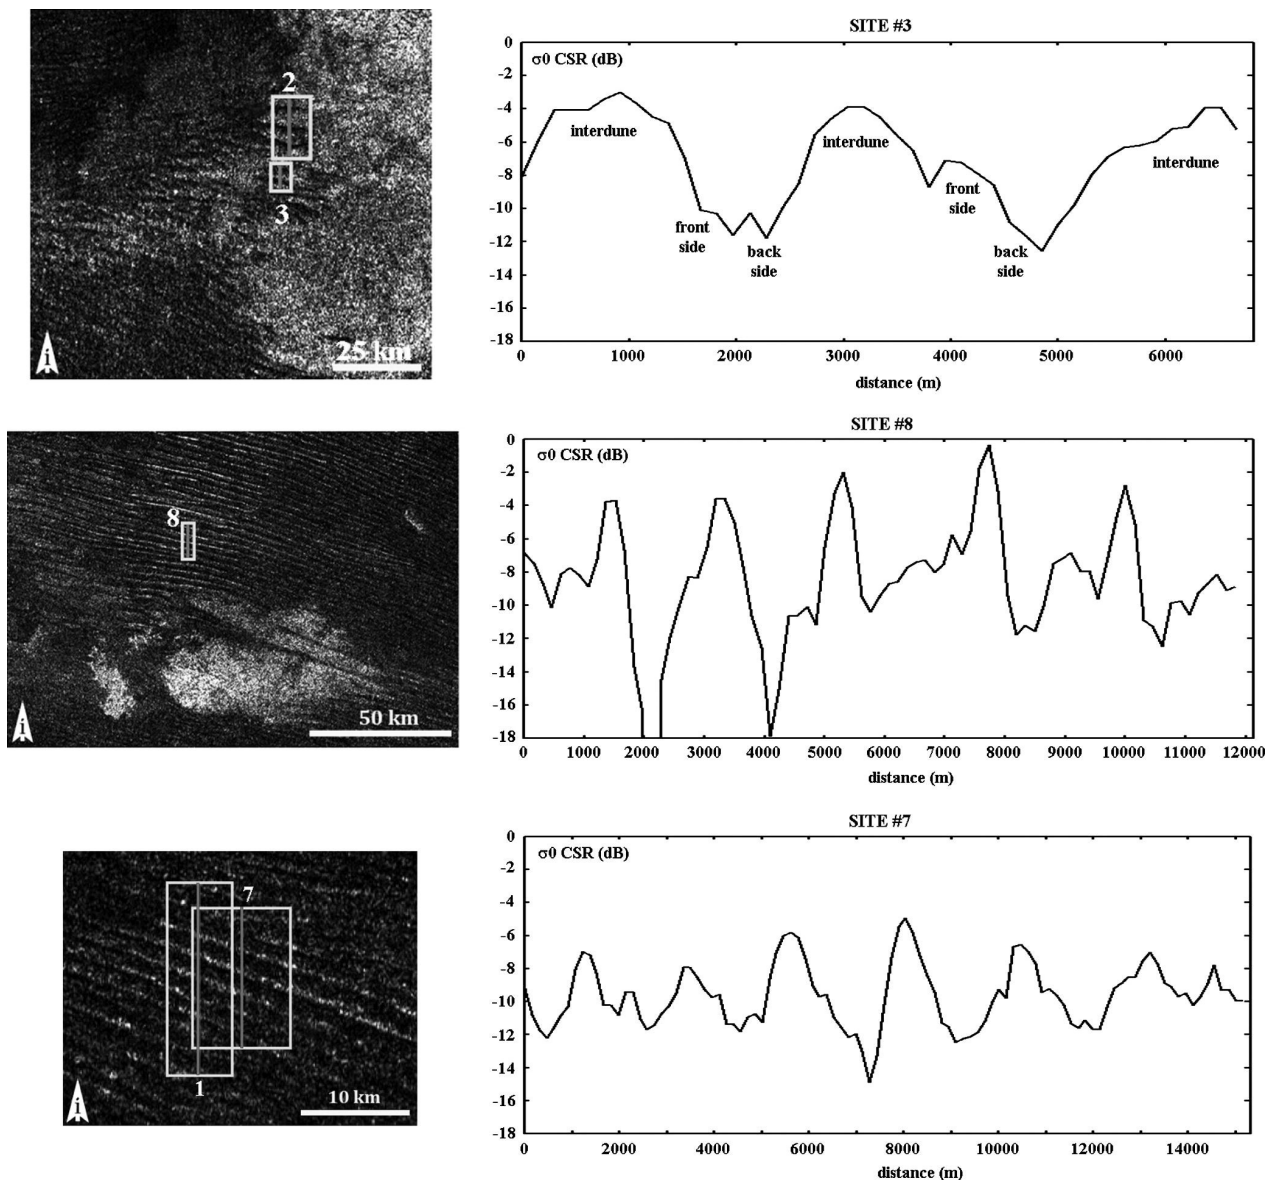 2
3
i
25 km
SITE #3
σ0 CSR (dB)
0
-2
-4
-6
-8
-10
-12
-14
-16
-18
interdune
interdune
interdune
front
side
back
side
front
side
back
side
0 1000 2000 3000 4000 5000 6000
distance (m)
8
i
50 km
SITE #8
σ0 CSR (dB)
0
-2
-4
-6
-8
-10
-12
-14
-16
-18
0 1000 2000 3000 4000 5000 6000 7000 8000 9000 10000 11000 12000
distance (m)
7
1
i
10 km
SITE #7
σ0 CSR (dB)
0
-2
-4
-6
-8
-10
-12
-14
-16
-18
0 2000 4000 6000 8000 10000 12000 14000
distance (m)